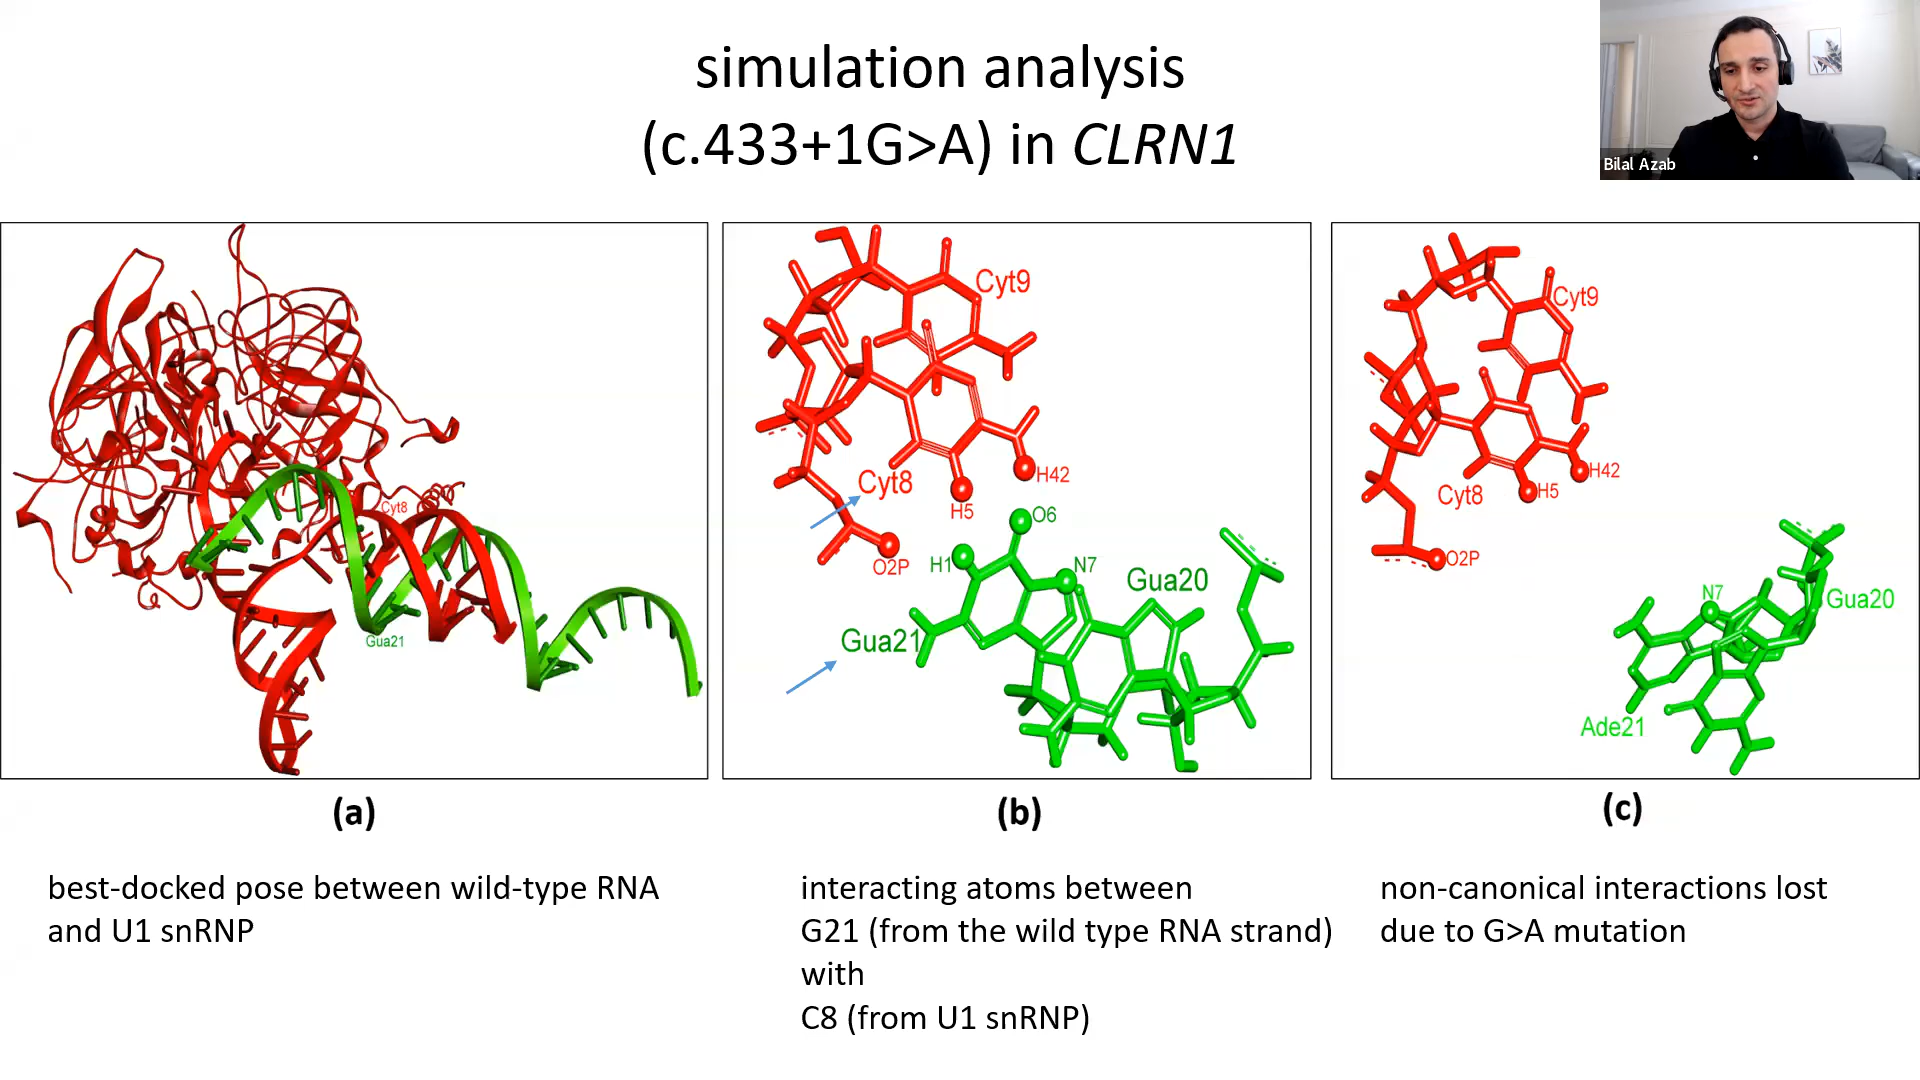 simulation analysis
(c.433+1G>A) in CLRN1
Bilal Azab
Cyt8
Gua21
Cyt9
Cyt8
H42
H5
O6
O2P
H1
N7
Gua20
Gua21
Cyt9
H42
Cyt8
H5
O2P
N7
Gua20
Ade21
(a)
(b)
(c)
best-docked pose between wild-type RNA
and U1 snRNP
interacting atoms between
G21 (from the wild type RNA strand)
with
C8 (from U1 snRNP)
non-canonical interactions lost
due to G>A mutation